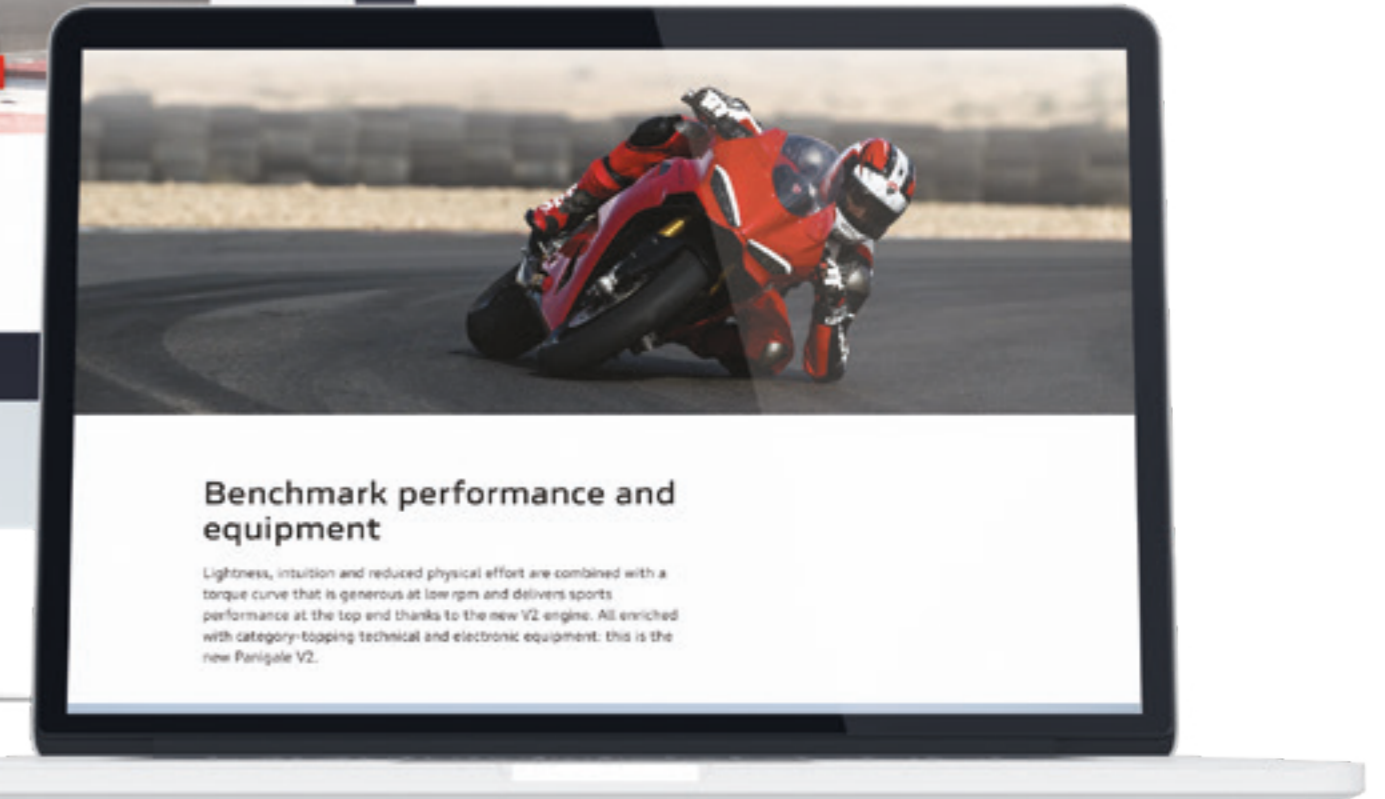 Benchmark performance and
equipment
Lightness, intuition and reduced physical effort are combined with a
torque curve that is generous at low rpm and delivers sports
performance at the top end thanks to the new V2 engine. All enriched
with category-topping technical and electronic equipment: this is the
new Panigale V2.